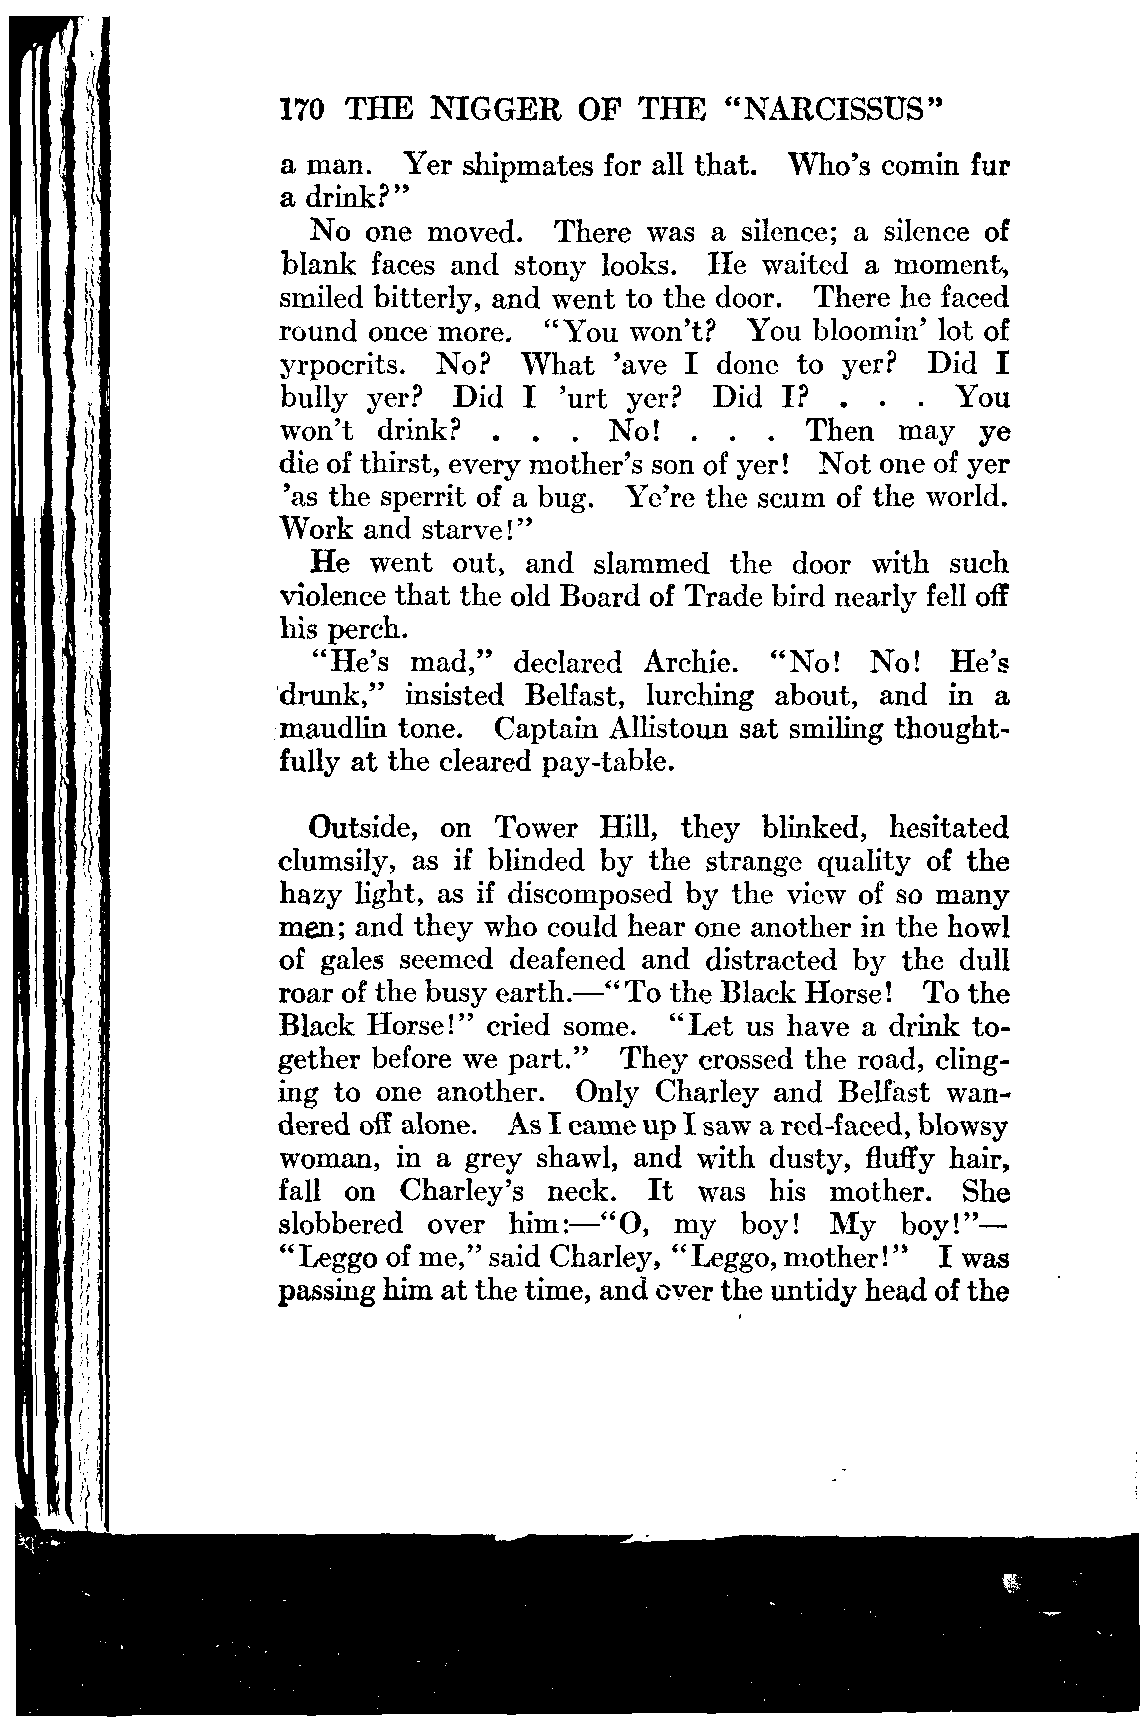 170 THE NIGGER OF THE “NARCISSUS”
a man. Yer shipmates for all that. Who’s comin fur
a drink?”
No one moved. There was a silence; a silence of
blank faces and stony looks. He waited a moment,
smiled bitterly, and went to the door. There he faced
round once more. “You won’t? You bloomin’ lot of
yrpocrits. No? What ’ave I done to yer? Did I
bully yer? Did I ’urt yer? Did I? . . . You
won’t drink? . . . No! . . . Then may ye
die of thirst, every mother’s son of yer! Not one of yer
’as the sperrit of a bug. Ye’re the scum of the world.
Work and starve!”
He went out, and slammed the door with such
violence that the old Board of Trade bird nearly fell off
his perch.
“He’s mad,” declared Archie. “No! No! He’s
drunk,” insisted Belfast, lurching about, and in a
maudlin tone. Captain Allistoun sat smiling thought-
fully at the cleared pay-table.
Outside, on Tower Hill, they blinked, hesitated
clumsily, as if blinded by the strange quality of the
hazy light, as if discomposed by the view of so many
men; and they who could hear one another in the howl
of gales seemed deafened and distracted by the dull
roar of the busy earth.—“To the Black Horse! To the
Black Horse!” cried some. “Let us have a drink to-
gether before we part.” They crossed the road, cling-
ing to one another. Only Charley and Belfast wan-
dered off alone. As I came up I saw a red-faced, blowsy
woman, in a grey shawl, and with dusty, fluffy hair,
fall on Charley’s neck. It was his mother. She
slobbered over him:—“O, my boy! My boy!”—
“Leggo of me,” said Charley, “Leggo, mother!” I was
passing him at the time, and over the untidy head of the